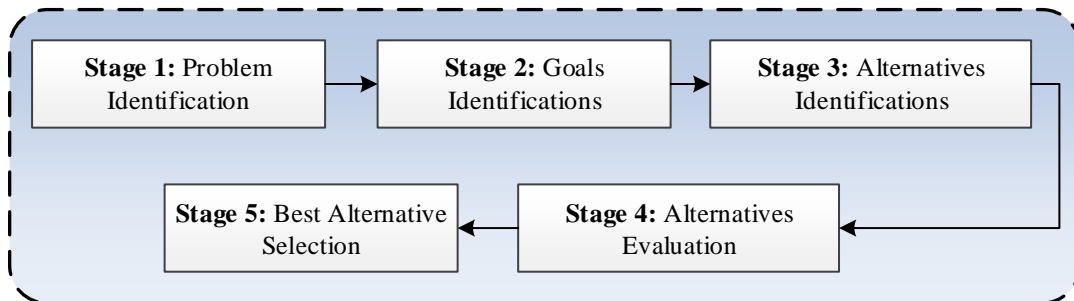 Stage 1: Problem
Identification
Stage 2: Goals
Identifications
Stage 3: Alternatives
Identifications
Stage 4: Alternatives
Evaluation
Stage 5: Best Alternative
Selection